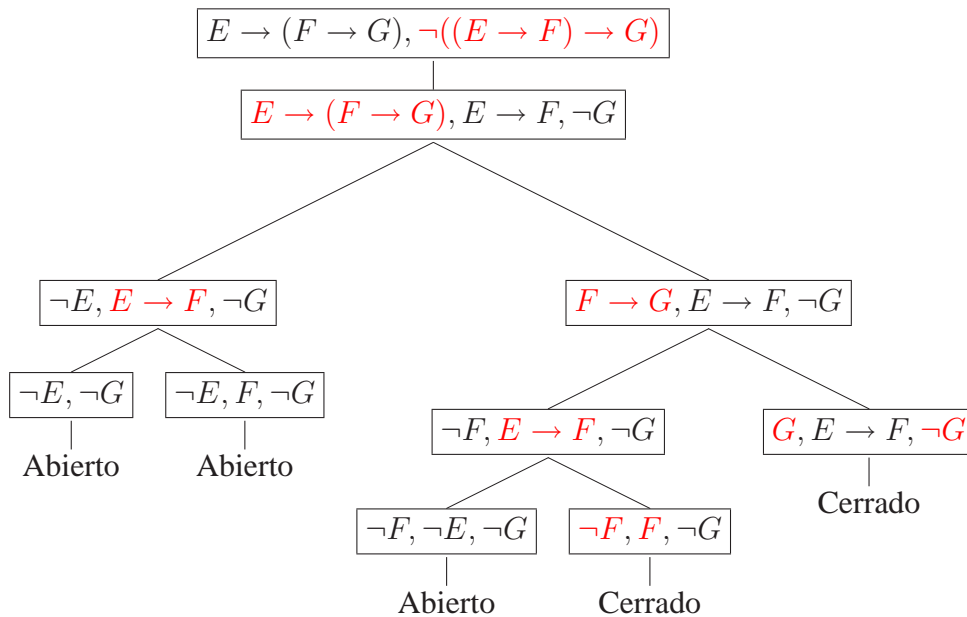 E → (F → G), ¬((E → F) → G)
E → (F → G), E → F, ¬G
¬E, E → F, ¬G
F → G, E → F, ¬G
¬E, ¬G
¬E, F, ¬G
¬F, E → F, ¬G
G, E → F, ¬G
Abierto
Abierto
Cerrado
¬F, ¬E, ¬G
¬F, F, ¬G
Abierto
Cerrado